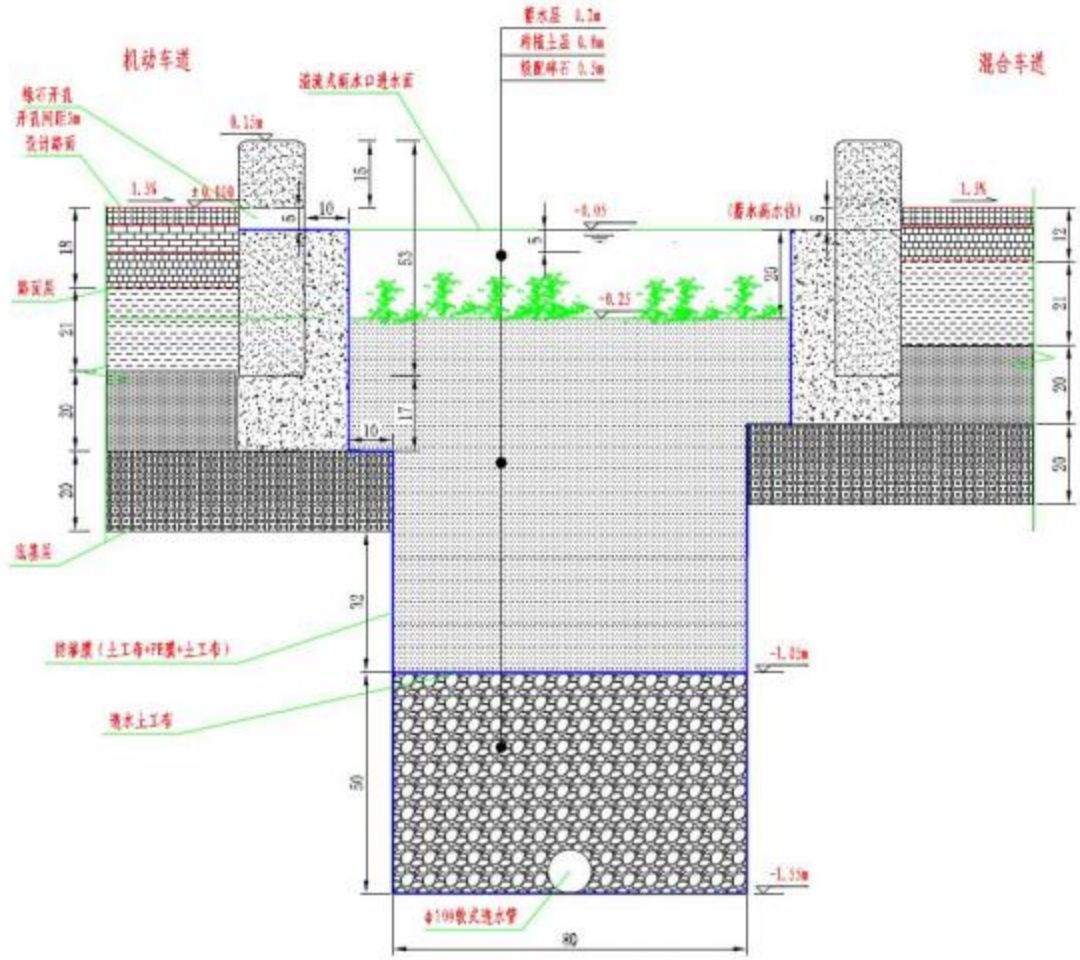 蓄水层 0.2m
种植土层 0.8m
级配碎石 0.5m
机动车道
混合车道
溢流式雨水口进水面
缘石开孔
开孔间距5m
设计路面
0.15m
1.5%
±0.000
10
5
15
53
-0.05
(蓄水高水位)
5
20
5
1.5%
12
18
路面层
-0.25
21
21
20
17
20
10
20
20
底基层
32
防渗膜(土工布+PE膜+土工布)
-1.05m
透水土工布
50
-1.55m
φ100软式透水管
80